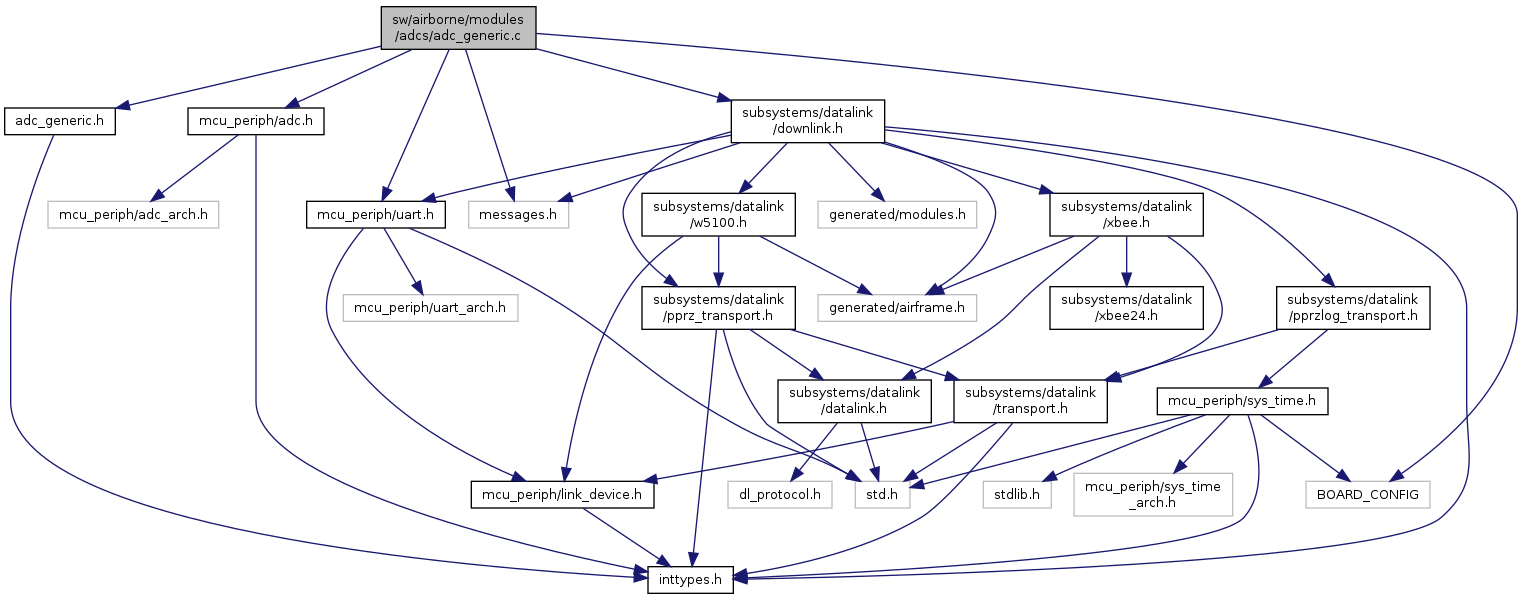 sw/airborne/modules
/adcs/adc_generic.c
adc_generic.h
mcu_periph/adc.h
subsystems/datalink
/downlink.h
mcu_periph/adc_arch.h
mcu_periph/uart.h
messages.h
subsystems/datalink
/w5100.h
generated/modules.h
subsystems/datalink
/xbee.h
mcu_periph/uart_arch.h
subsystems/datalink
/pprz_transport.h
generated/airframe.h
subsystems/datalink
/xbee24.h
subsystems/datalink
/pprzlog_transport.h
subsystems/datalink
/datalink.h
subsystems/datalink
/transport.h
mcu_periph/sys_time.h
mcu_periph/link_device.h
dl_protocol.h
std.h
stdlib.h
mcu_periph/sys_time
_arch.h
BOARD_CONFIG
inttypes.h